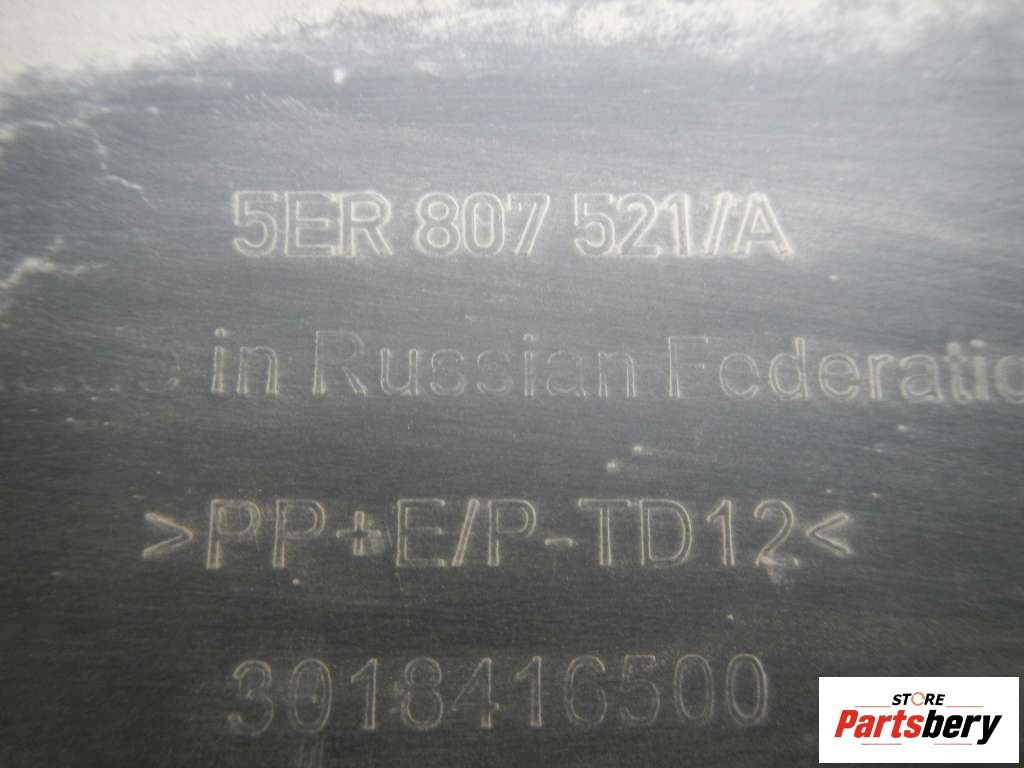 5ER 807 521/A
in Russian Federatio
>PP+E/P-TD12<
3018416500
STORE
Partsbery